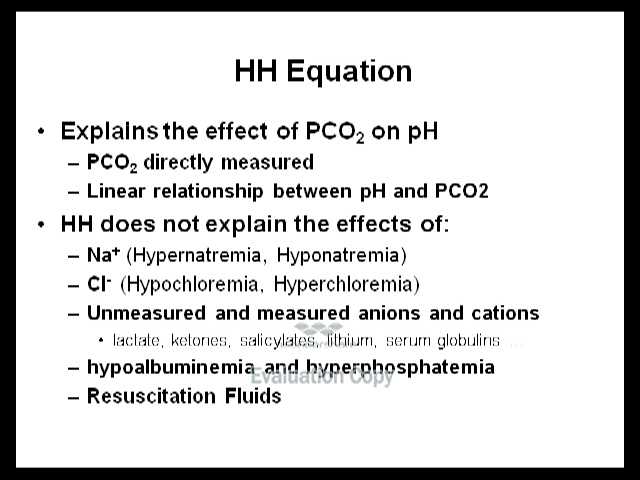 HH Equation
• Explains the effect of PCO₂ on pH
– PCO₂ directly measured
– Linear relationship between pH and PCO2
• HH does not explain the effects of:
– Na⁺ (Hypernatremia, Hyponatremia)
– Cl⁻ (Hypochloremia, Hyperchloremia)
– Unmeasured and measured anions and cations
• lactate, ketones, salicylates, lithium, serum globulins ...
– hypoalbuminemia and hyperphosphatemia
Evaluation Copy
– Resuscitation Fluids